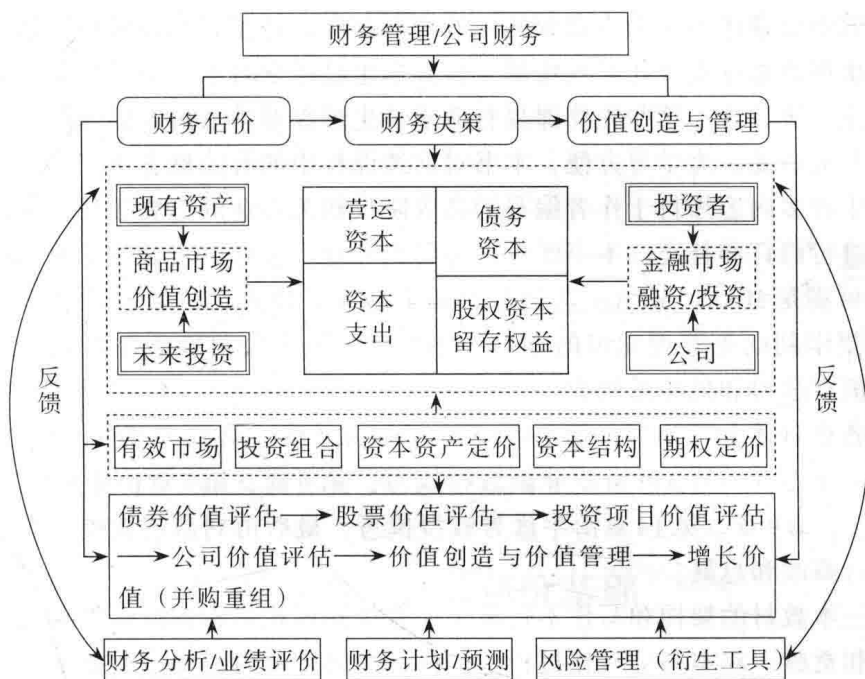 财务管理/公司财务
财务估价
财务决策
价值创造与管理
现有资产
商品市场
价值创造
未来投资
营运
资本
债务
资本
资本
支出
股权资本
留存权益
投资者
金融市场
融资/投资
公司
反
馈
反
馈
有效市场
投资组合
资本资产定价
资本结构
期权定价
债券价值评估→股票价值评估→投资项目价值评估
→公司价值评估→价值创造与价值管理→增长价
值（并购重组）
财务分析/业绩评价
财务计划/预测
风险管理（衍生工具）